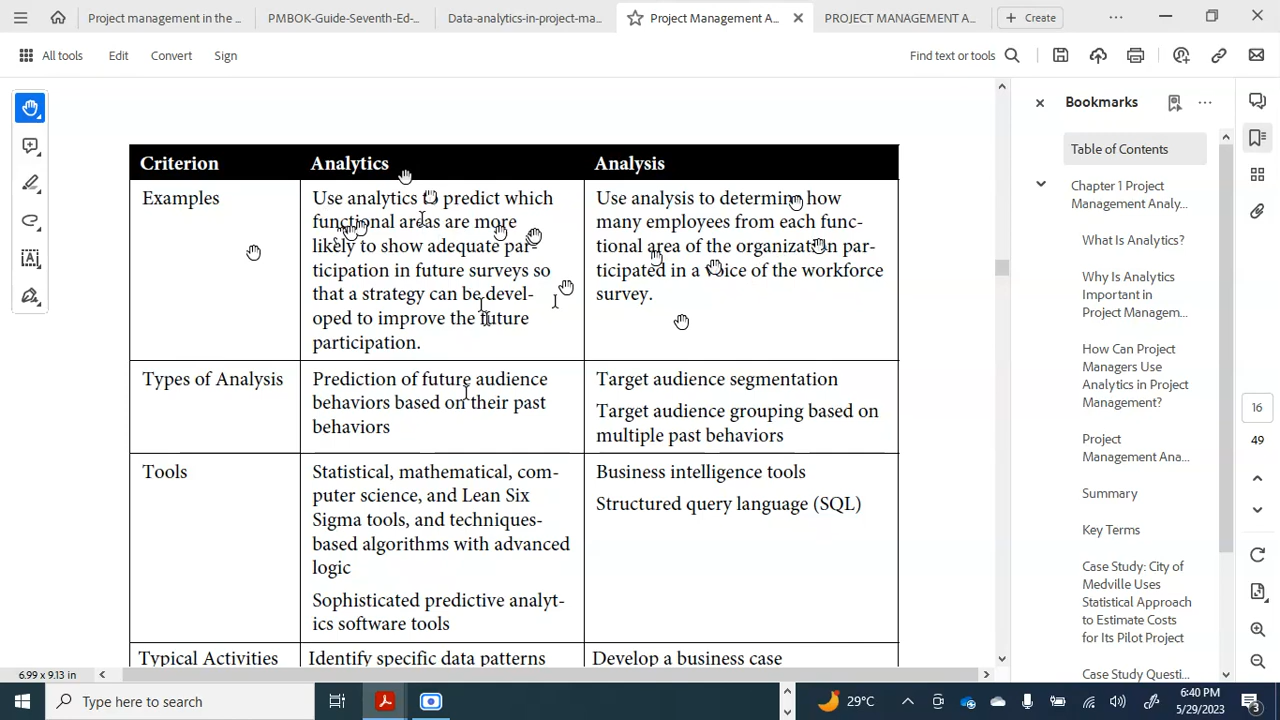 Project management in the ...
PMBOK-Guide-Seventh-Ed-...
Data-analytics-in-project-ma...
Project Management A...
PROJECT MANAGEMENT A...
Create
All tools
Edit
Convert
Sign
Find text or tools
Criterion
Analytics
Analysis
Examples
Use analytics to predict which
functional areas are more
likely to show adequate par-
ticipation in future surveys so
that a strategy can be devel-
oped to improve the future
participation.
Use analysis to determine how
many employees from each func-
tional area of the organization par-
ticipated in a voice of the workforce
survey.
Types of Analysis
Prediction of future audience
behaviors based on their past
behaviors
Target audience segmentation
Target audience grouping based on
multiple past behaviors
Tools
Statistical, mathematical, com-
puter science, and Lean Six
Sigma tools, and techniques-
based algorithms with advanced
logic
Sophisticated predictive analyt-
ics software tools
Business intelligence tools
Structured query language (SQL)
Typical Activities
Identify specific data patterns
Develop a business case
6.99 x 9.13 in
Bookmarks
Table of Contents
Chapter 1 Project
Management Analy...
What Is Analytics?
Why Is Analytics
Important in
Project Managem...
How Can Project
Managers Use
Analytics in Project
Management?
Project
Management Ana...
Summary
Key Terms
Case Study: City of
Medville Uses
Statistical Approach
to Estimate Costs
for Its Pilot Project
Case Study Questi...
16
49
Type here to search
29°C
6:40 PM
5/29/2023
3